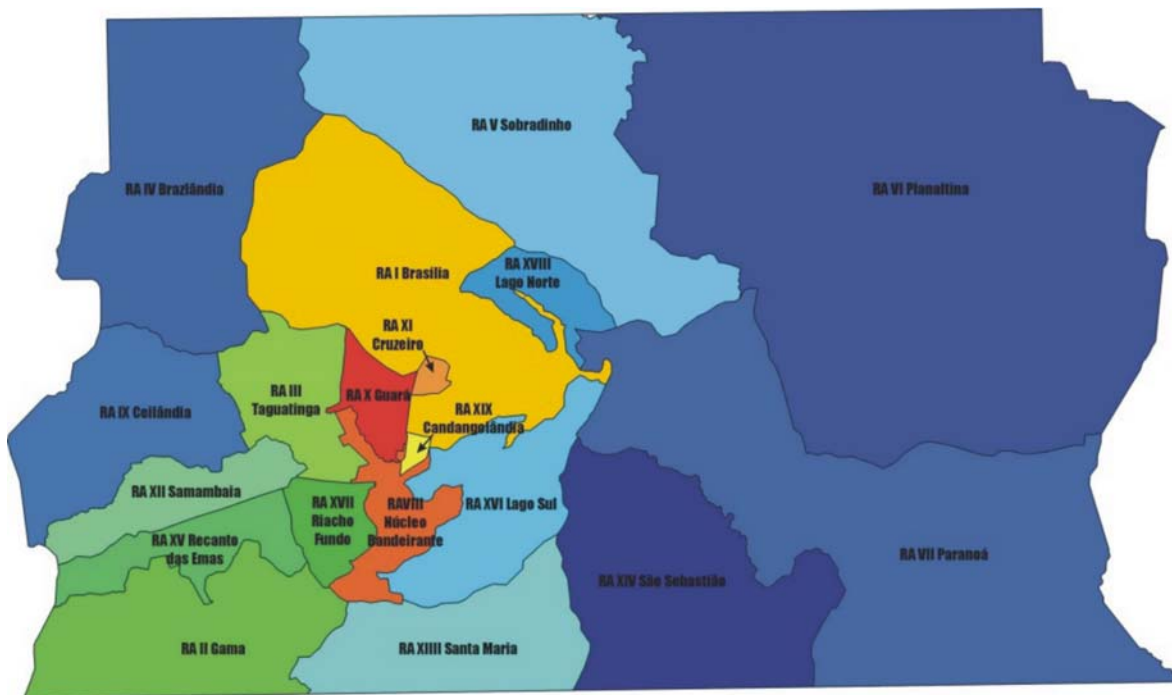 RA V Sobradinho
RA IV Brazlândia
RA VI Planaltina
RA I Brasília
RA XVIII
Lago Norte
RA XI
Cruzeiro
RA III
Taguatinga
RA X Guará
RA IX Ceilândia
RA XIX
Candangolândia
RA XII Samambaia
RA XVII
Riacho
Fundo
RAVIII
Núcleo
Bandeirante
RA XVI Lago Sul
RA XV Recanto
das Emas
RA VII Paranoá
RA XIV São Sebastião
RA II Gama
RA XIIII Santa Maria